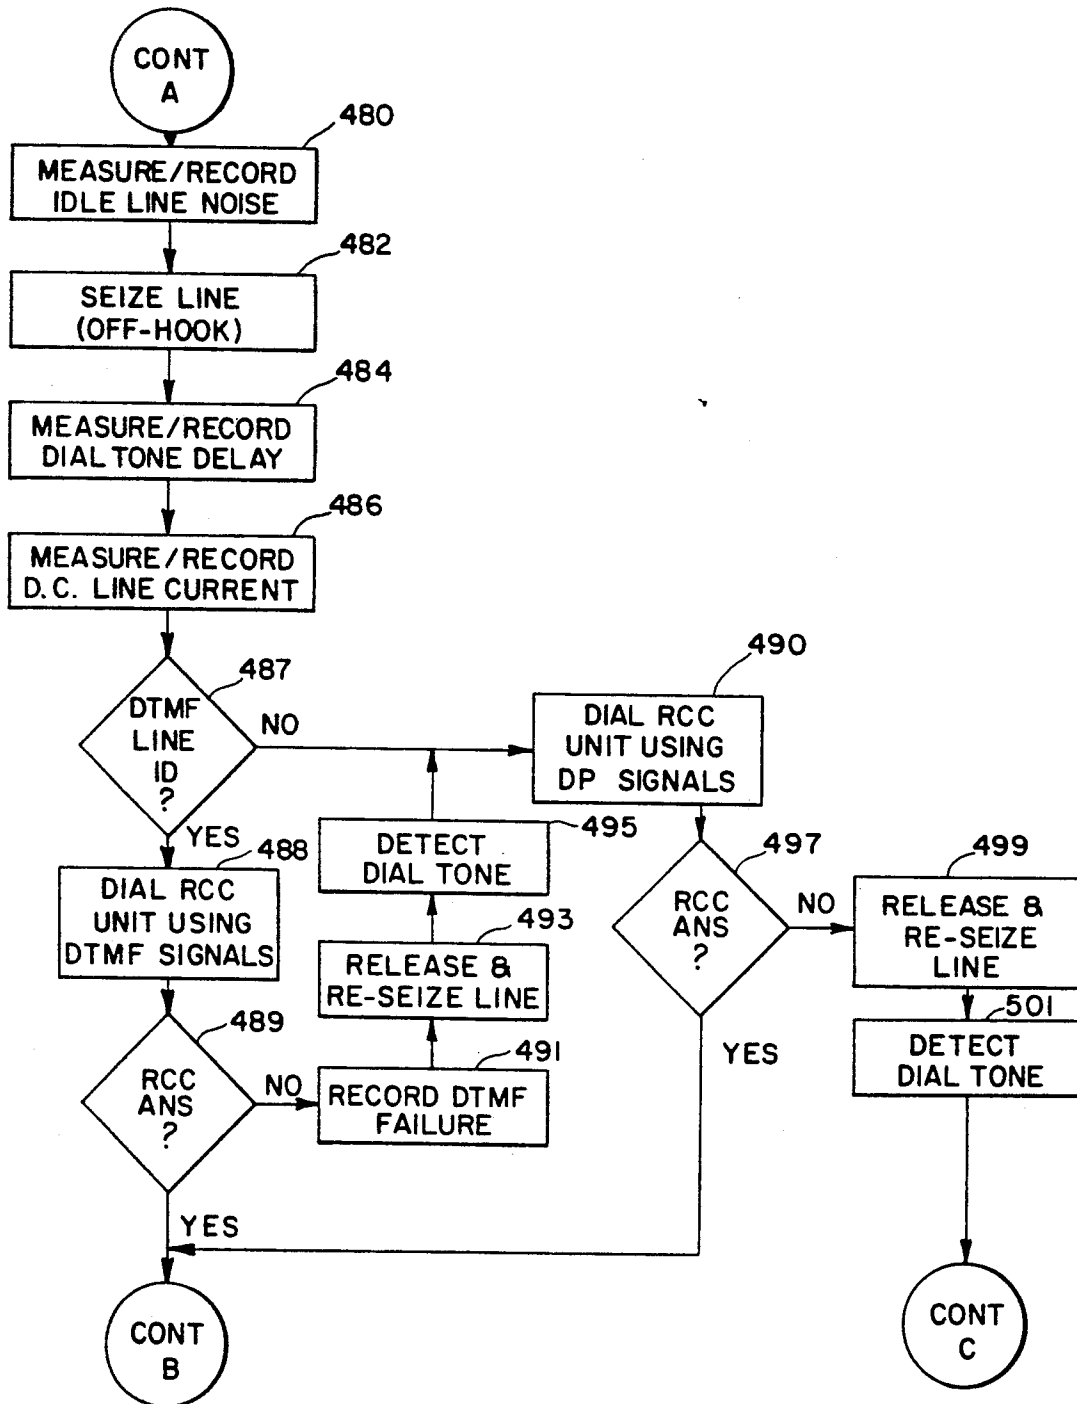 CONT
A
480
MEASURE/RECORD
IDLE LINE NOISE
482
SEIZE LINE
(OFF-HOOK)
484
MEASURE/RECORD
DIAL TONE DELAY
486
MEASURE/RECORD
D.C. LINE CURRENT
487
DTMF
LINE
ID
?
NO
YES
488
DIAL RCC
UNIT USING
DTMF SIGNALS
489
RCC
ANS
?
NO
YES
491
RECORD DTMF
FAILURE
493
RELEASE &
RE-SEIZE LINE
495
DETECT
DIAL TONE
490
DIAL RCC
UNIT USING
DP SIGNALS
497
RCC
ANS
?
NO
YES
499
RELEASE &
RE-SEIZE
LINE
501
DETECT
DIAL TONE
CONT
B
CONT
C